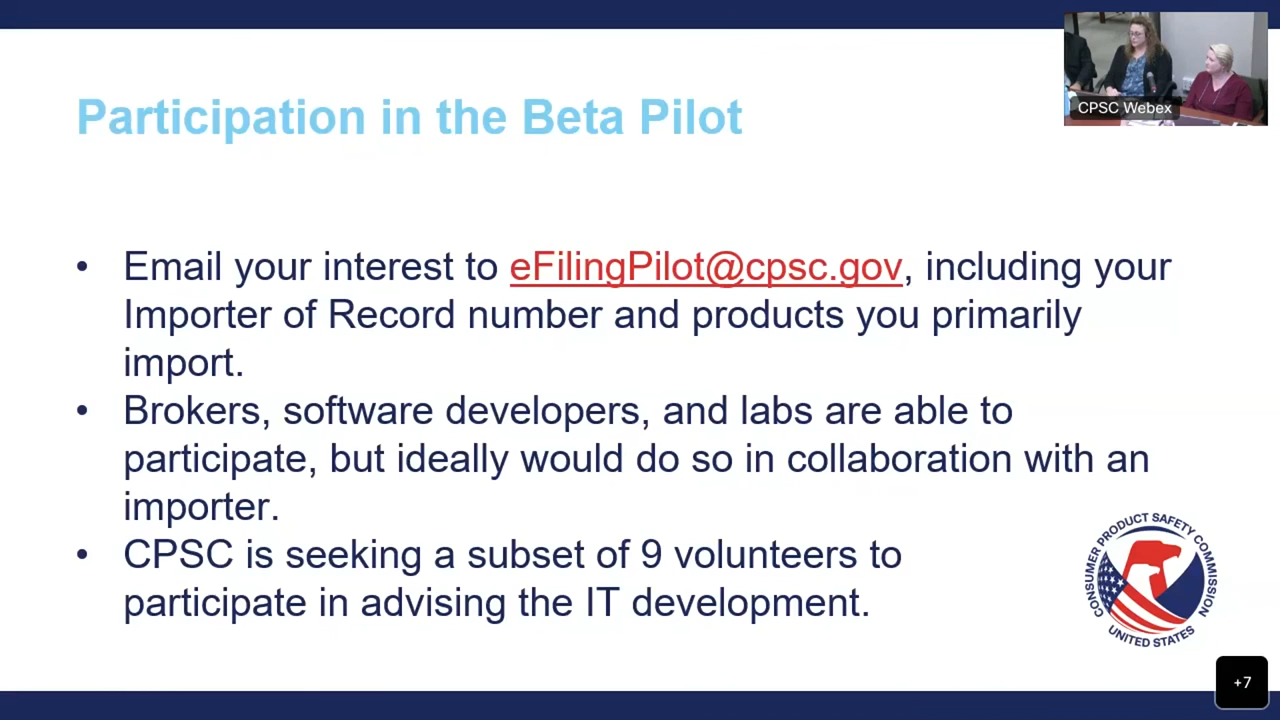 Participation in the Beta Pilot
CPSC Webex
• Email your interest to eFilingPilot@cpsc.gov, including your
Importer of Record number and products you primarily
import.
• Brokers, software developers, and labs are able to
participate, but ideally would do so in collaboration with an
importer.
• CPSC is seeking a subset of 9 volunteers to
participate in advising the IT development.
CONSUMER PRODUCT SAFETY COMMISSION
UNITED STATES
+7